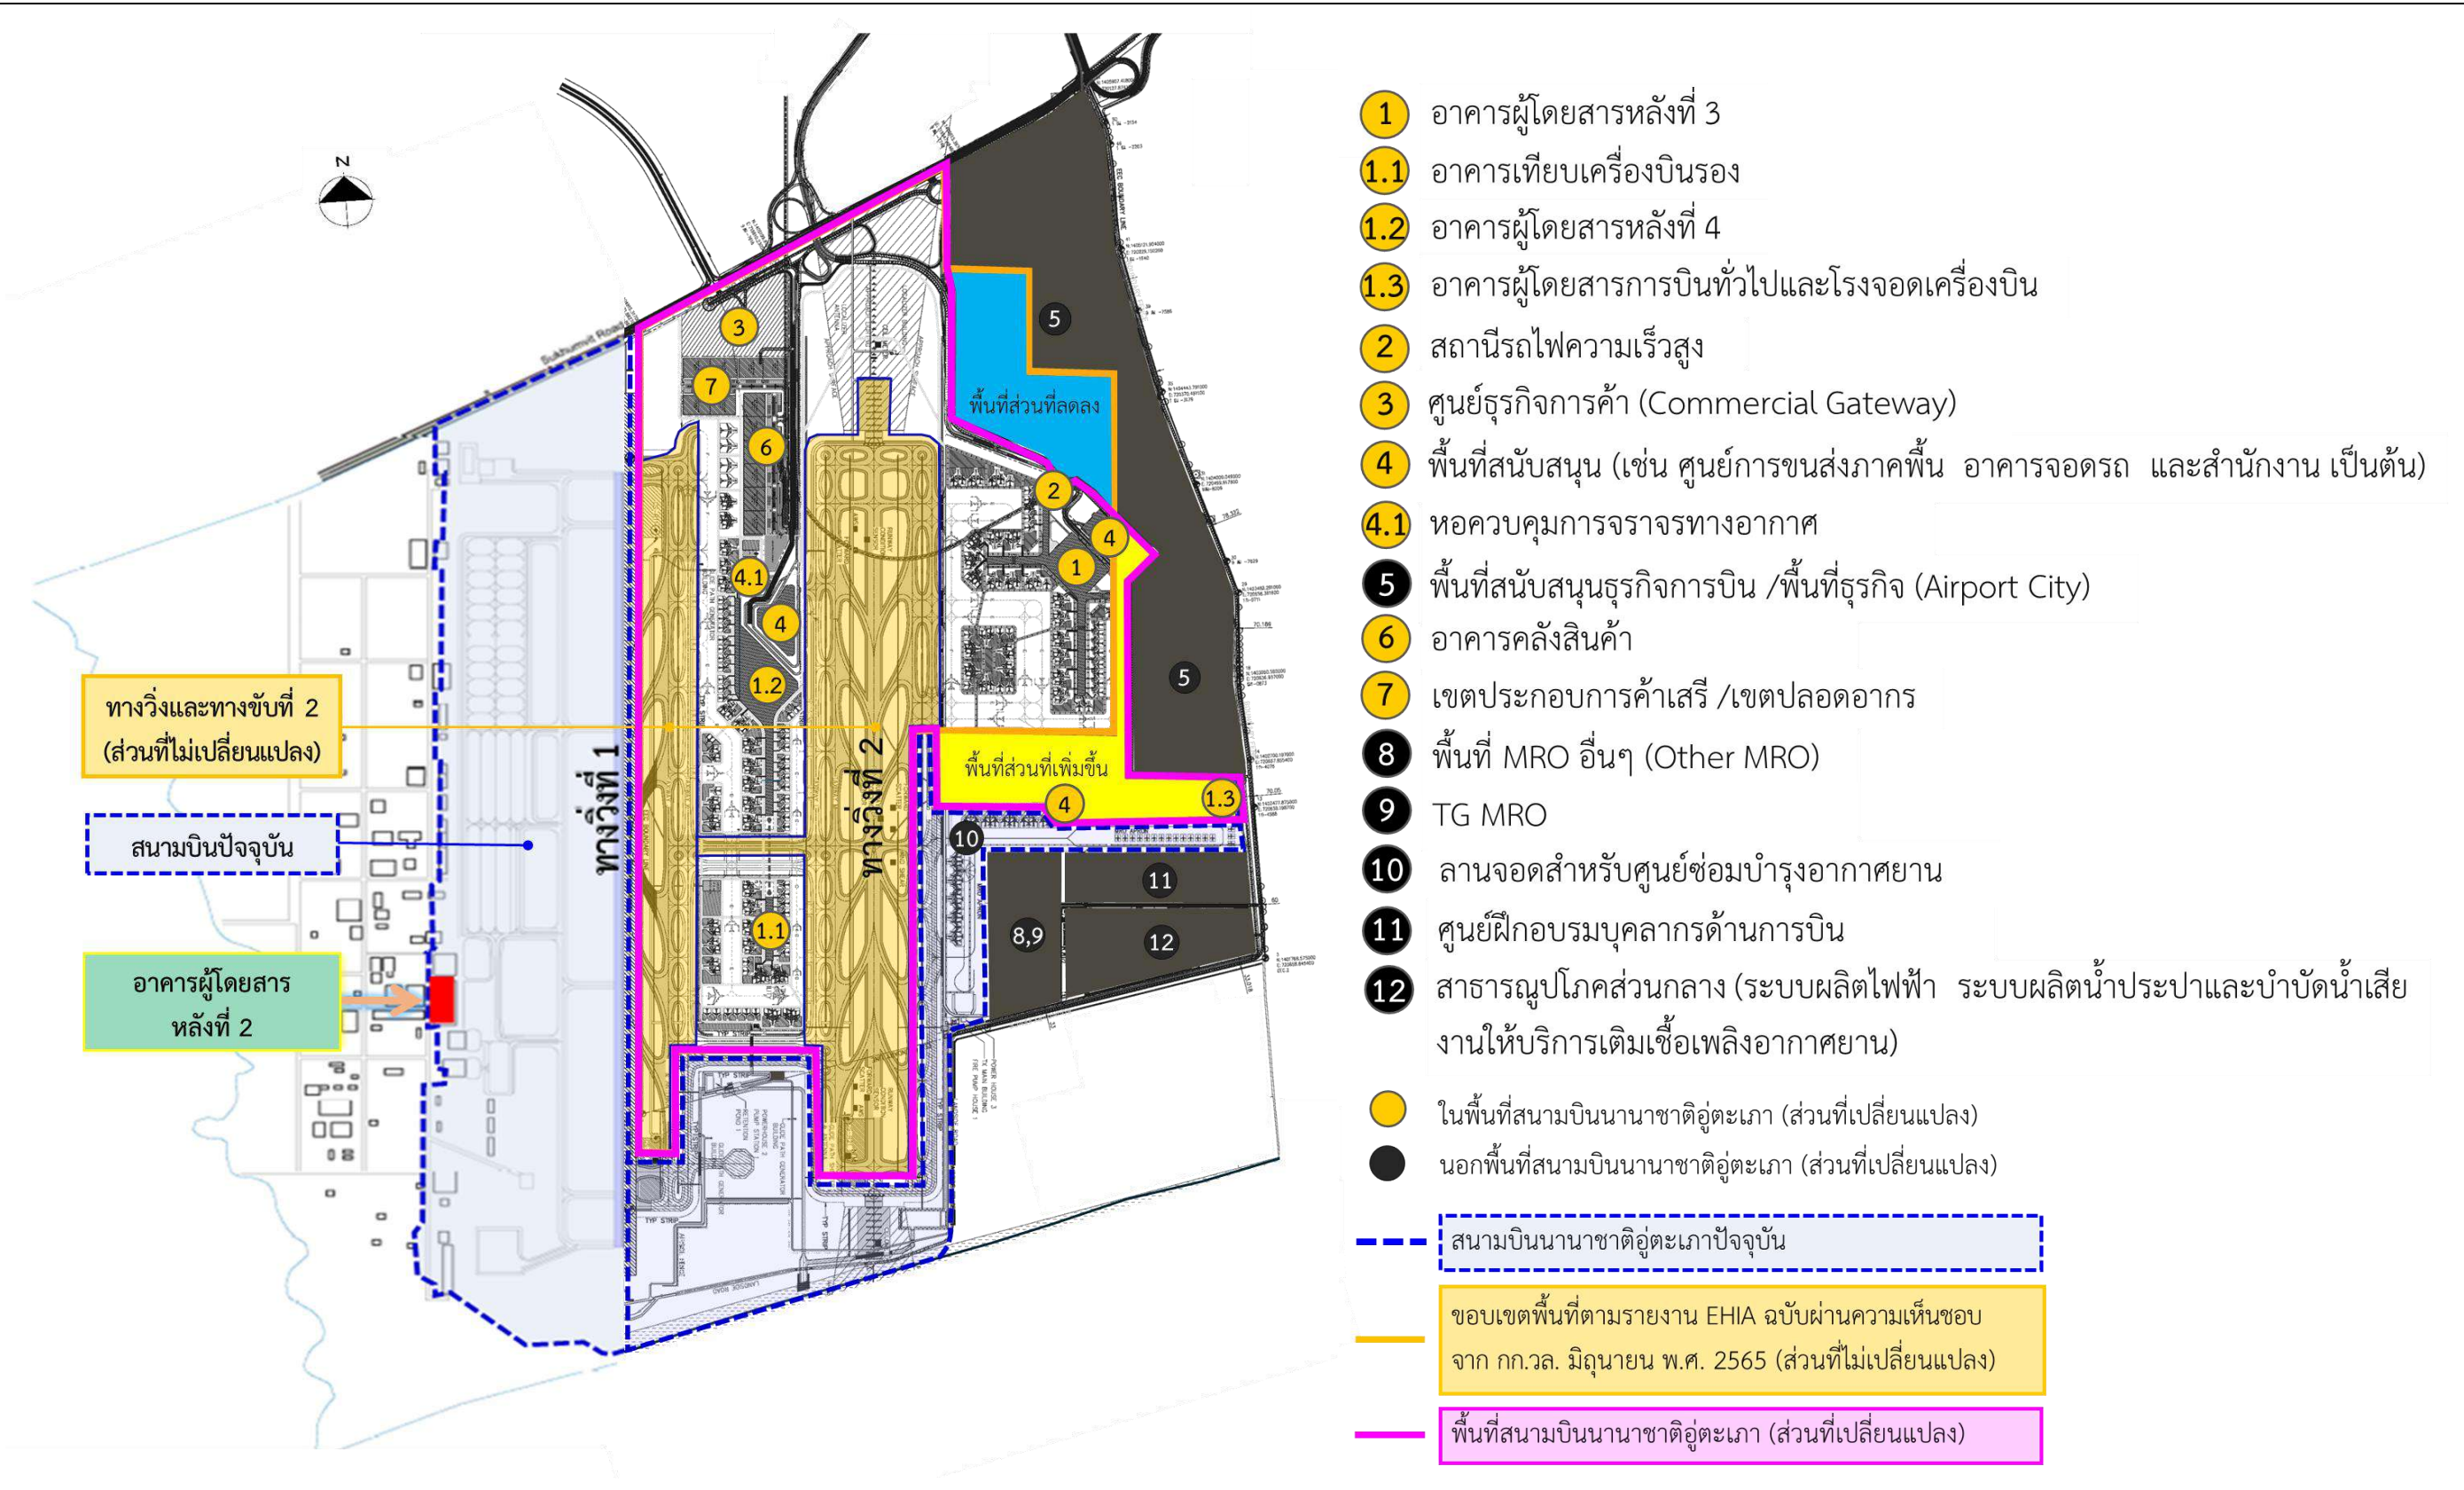 Z
Sukhumvit Road
EEC BOUNDARY LINE
3
7
6
4.1
4
1.2
1.1
2
4
1
5
5
พื้นที่ส่วนที่ลดลง
พื้นที่ส่วนที่เพิ่มขึ้น
4
1.3
10
11
8,9
12
ทางวิ่งที่ 1
ทางวิ่งที่ 2
ทางวิ่งและทางขับที่ 2
(ส่วนที่ไม่เปลี่ยนแปลง)
สนามบินปัจจุบัน
อาคารผู้โดยสาร
หลังที่ 2
TYP STRIP
TYP STRIP
LANDSIDE ROAD
POWER HOUSE 3
TX MAIN BUILDING
FIRE PUMP HOUSE 1
1 อาคารผู้โดยสารหลังที่ 3
1.1 อาคารเทียบเครื่องบินรอง
1.2 อาคารผู้โดยสารหลังที่ 4
1.3 อาคารผู้โดยสารการบินทั่วไปและโรงจอดเครื่องบิน
2 สถานีรถไฟความเร็วสูง
3 ศูนย์ธุรกิจการค้า (Commercial Gateway)
4 พื้นที่สนับสนุน (เช่น ศูนย์การขนส่งภาคพื้น อาคารจอดรถ และสำนักงาน เป็นต้น)
4.1 หอควบคุมการจราจรทางอากาศ
5 พื้นที่สนับสนุนธุรกิจการบิน /พื้นที่ธุรกิจ (Airport City)
6 อาคารคลังสินค้า
7 เขตประกอบการค้าเสรี /เขตปลอดอากร
8 พื้นที่ MRO อื่นๆ (Other MRO)
9 TG MRO
10 ลานจอดสำหรับศูนย์ซ่อมบำรุงอากาศยาน
11 ศูนย์ฝึกอบรมบุคลากรด้านการบิน
12 สาธารณูปโภคส่วนกลาง (ระบบผลิตไฟฟ้า ระบบผลิตน้ำประปาและบำบัดน้ำเสีย
งานให้บริการเติมเชื้อเพลิงอากาศยาน)
ในพื้นที่สนามบินนานาชาติอู่ตะเภา (ส่วนที่เปลี่ยนแปลง)
นอกพื้นที่สนามบินนานาชาติอู่ตะเภา (ส่วนที่เปลี่ยนแปลง)
สนามบินนานาชาติอู่ตะเภาปัจจุบัน
ขอบเขตพื้นที่ตามรายงาน EHIA ฉบับผ่านความเห็นชอบ
จาก กก.วล. มิถุนายน พ.ศ. 2565 (ส่วนที่ไม่เปลี่ยนแปลง)
พื้นที่สนามบินนานาชาติอู่ตะเภา (ส่วนที่เปลี่ยนแปลง)